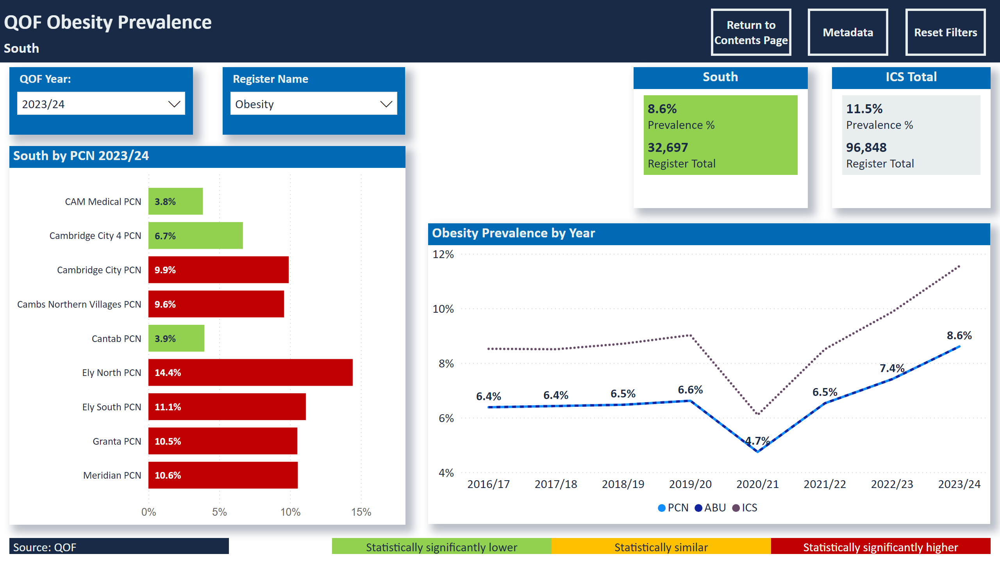 QOF Obesity Prevalence
South
Return to
Contents Page
Metadata
Reset Filters
QOF Year:
2023/24
Register Name
Obesity
South
8.6%
Prevalence %
32,697
Register Total
ICS Total
11.5%
Prevalence %
96,848
Register Total
South by PCN 2023/24
CAM Medical PCN 3.8%
Cambridge City 4 PCN 6.7%
Cambridge City PCN 9.9%
Cambs Northern Villages PCN 9.6%
Cantab PCN 3.9%
Ely North PCN 14.4%
Ely South PCN 11.1%
Granta PCN 10.5%
Meridian PCN 10.6%
0% 5% 10% 15%
Obesity Prevalence by Year
12%
10%
8%
6%
4%
6.4% 6.4% 6.5% 6.6% 4.7% 6.5% 7.4% 8.6%
2016/17 2017/18 2018/19 2019/20 2020/21 2021/22 2022/23 2023/24
PCN ABU ICS
Source: QOF
Statistically significantly lower
Statistically similar
Statistically significantly higher